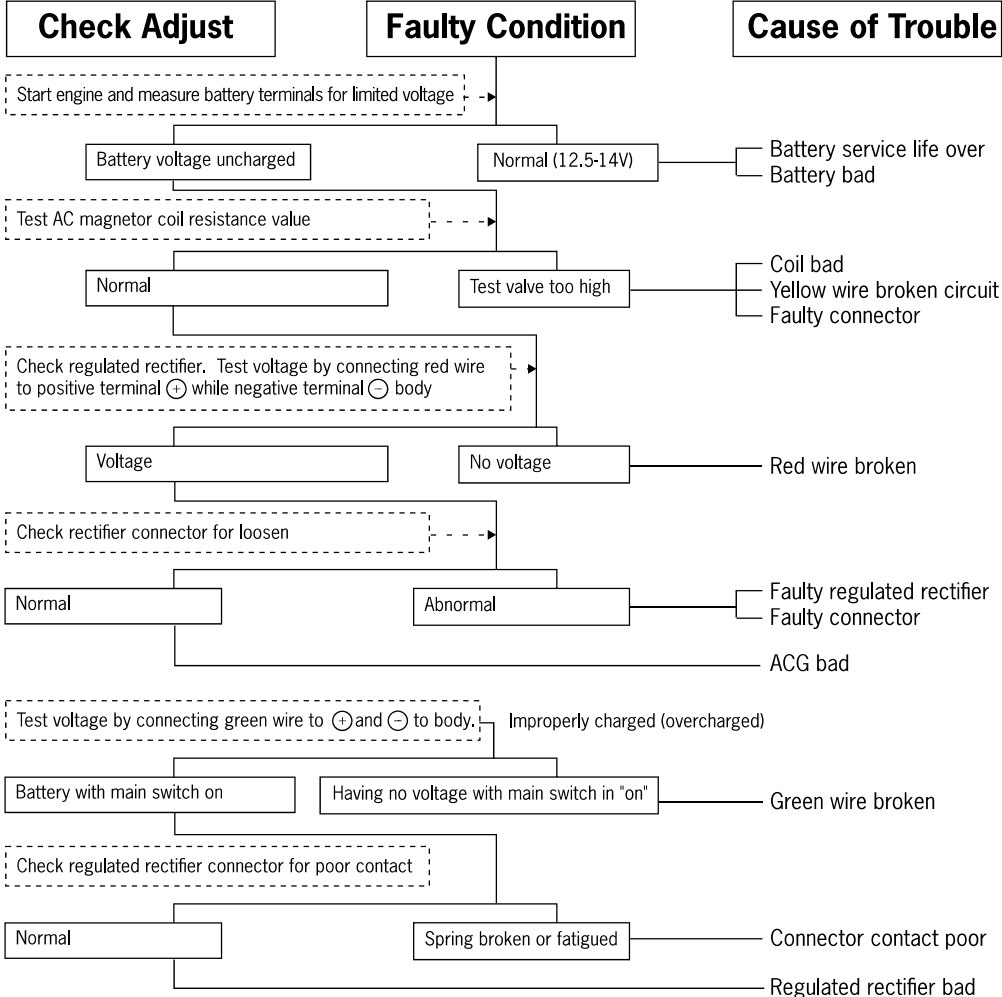 Check Adjust
Faulty Condition
Cause of Trouble
Start engine and measure battery terminals for limited voltage
Battery voltage uncharged
Normal (12.5-14V)
Battery service life over
Battery bad
Test AC magnetor coil resistance value
Normal
Test valve too high
Coil bad
Yellow wire broken circuit
Faulty connector
Check regulated rectifier. Test voltage by connecting red wire
to positive terminal ⊕ while negative terminal ⊖ body
Voltage
No voltage
Red wire broken
Check rectifier connector for loosen
Normal
Abnormal
Faulty regulated rectifier
Faulty connector
ACG bad
Test voltage by connecting green wire to ⊕ and ⊖ to body.
Improperly charged (overcharged)
Battery with main switch on
Having no voltage with main switch in "on"
Green wire broken
Check regulated rectifier connector for poor contact
Normal
Spring broken or fatigued
Connector contact poor
Regulated rectifier bad